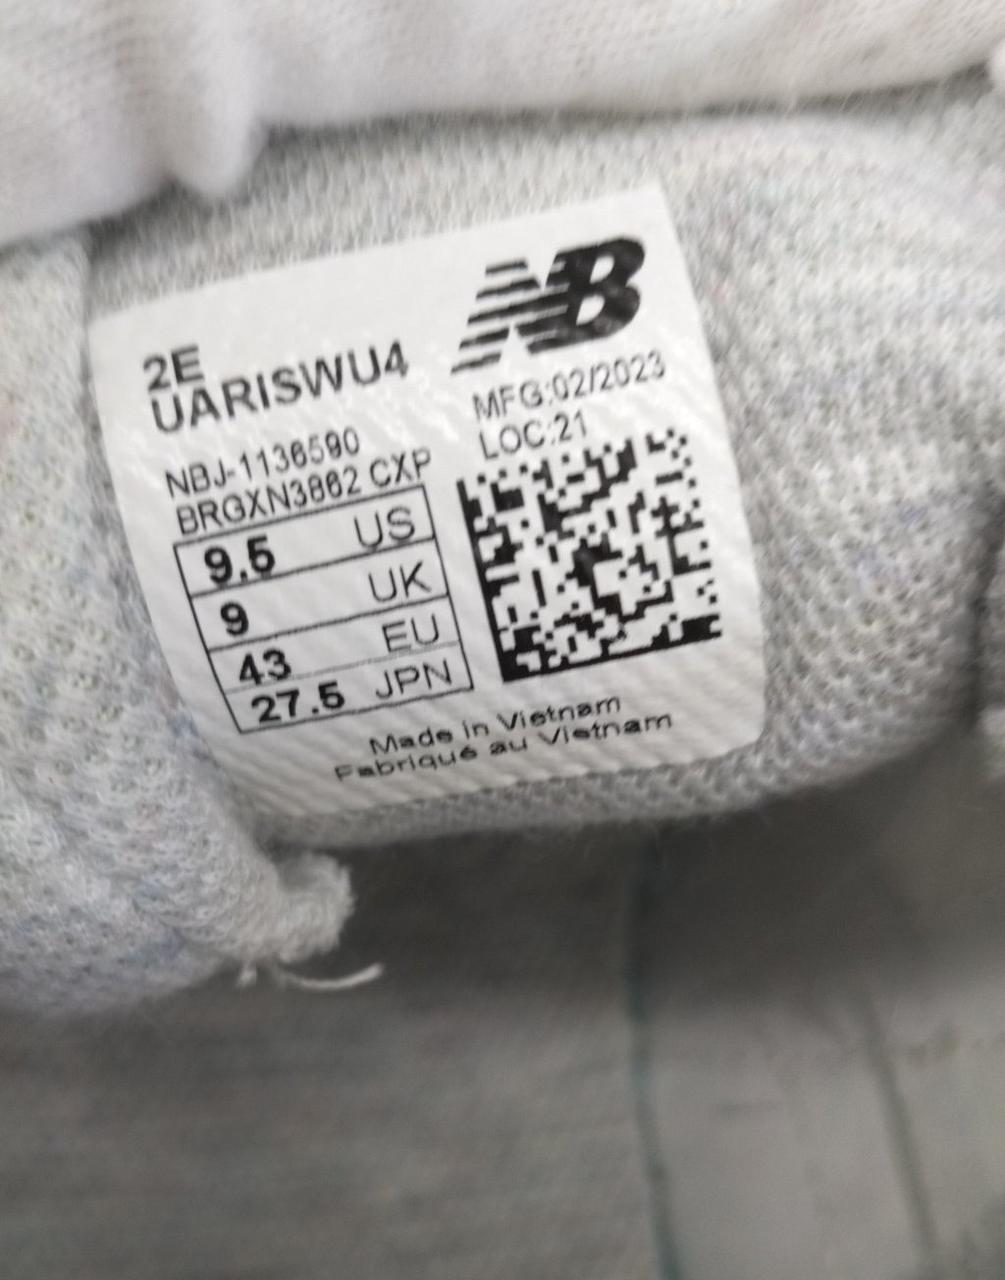 NB
2E
UARISWU4
MFG:02/2023
LOC:21
NBJ-1136590
BRGXN3862 CXP
9.5 US
9 UK
43 EU
27.5 JPN
Made in Vietnam
Fabriqué au Vietnam